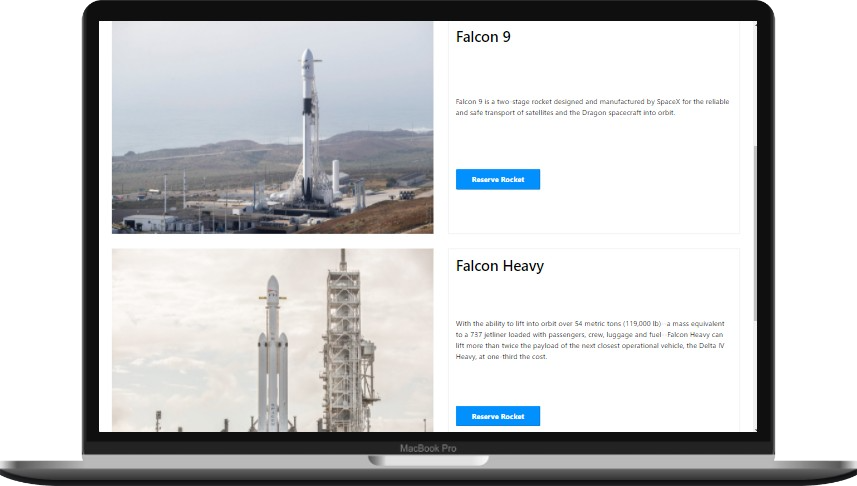 Falcon 9
Falcon 9 is a two-stage rocket designed and manufactured by SpaceX for the reliable
and safe transport of satellites and the Dragon spacecraft into orbit.
Reserve Rocket
Falcon Heavy
With the ability to lift into orbit over 54 metric tons (119,000 lb)--a mass equivalent
to a 737 jetliner loaded with passengers, crew, luggage and fuel--Falcon Heavy can
lift more than twice the payload of the next closest operational vehicle, the Delta IV
Heavy, at one-third the cost.
Reserve Rocket
MacBook Pro